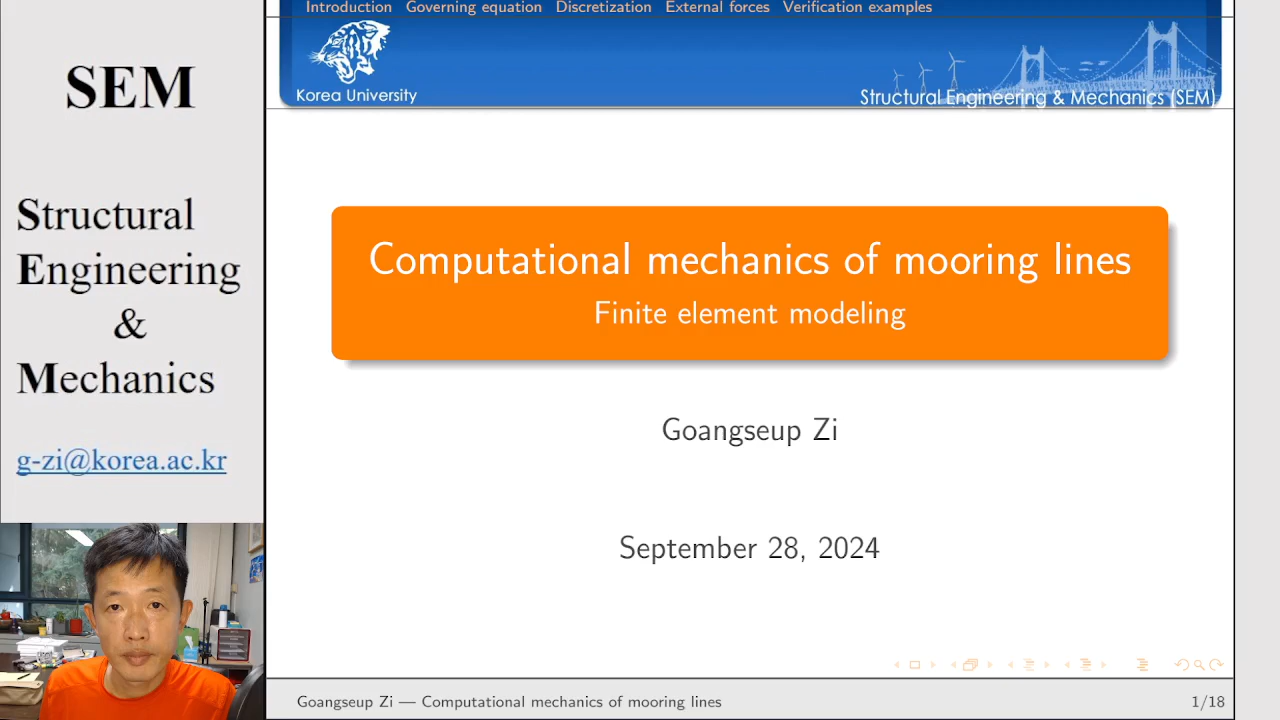 SEM
Structural
Engineering
&
Mechanics
g-zi@korea.ac.kr
Introduction Governing equation Discretization External forces Verification examples
Korea University
Structural Engineering & Mechanics (SEM)
Computational mechanics of mooring lines
Finite element modeling
Goangseup Zi
September 28, 2024
Goangseup Zi — Computational mechanics of mooring lines 1/18